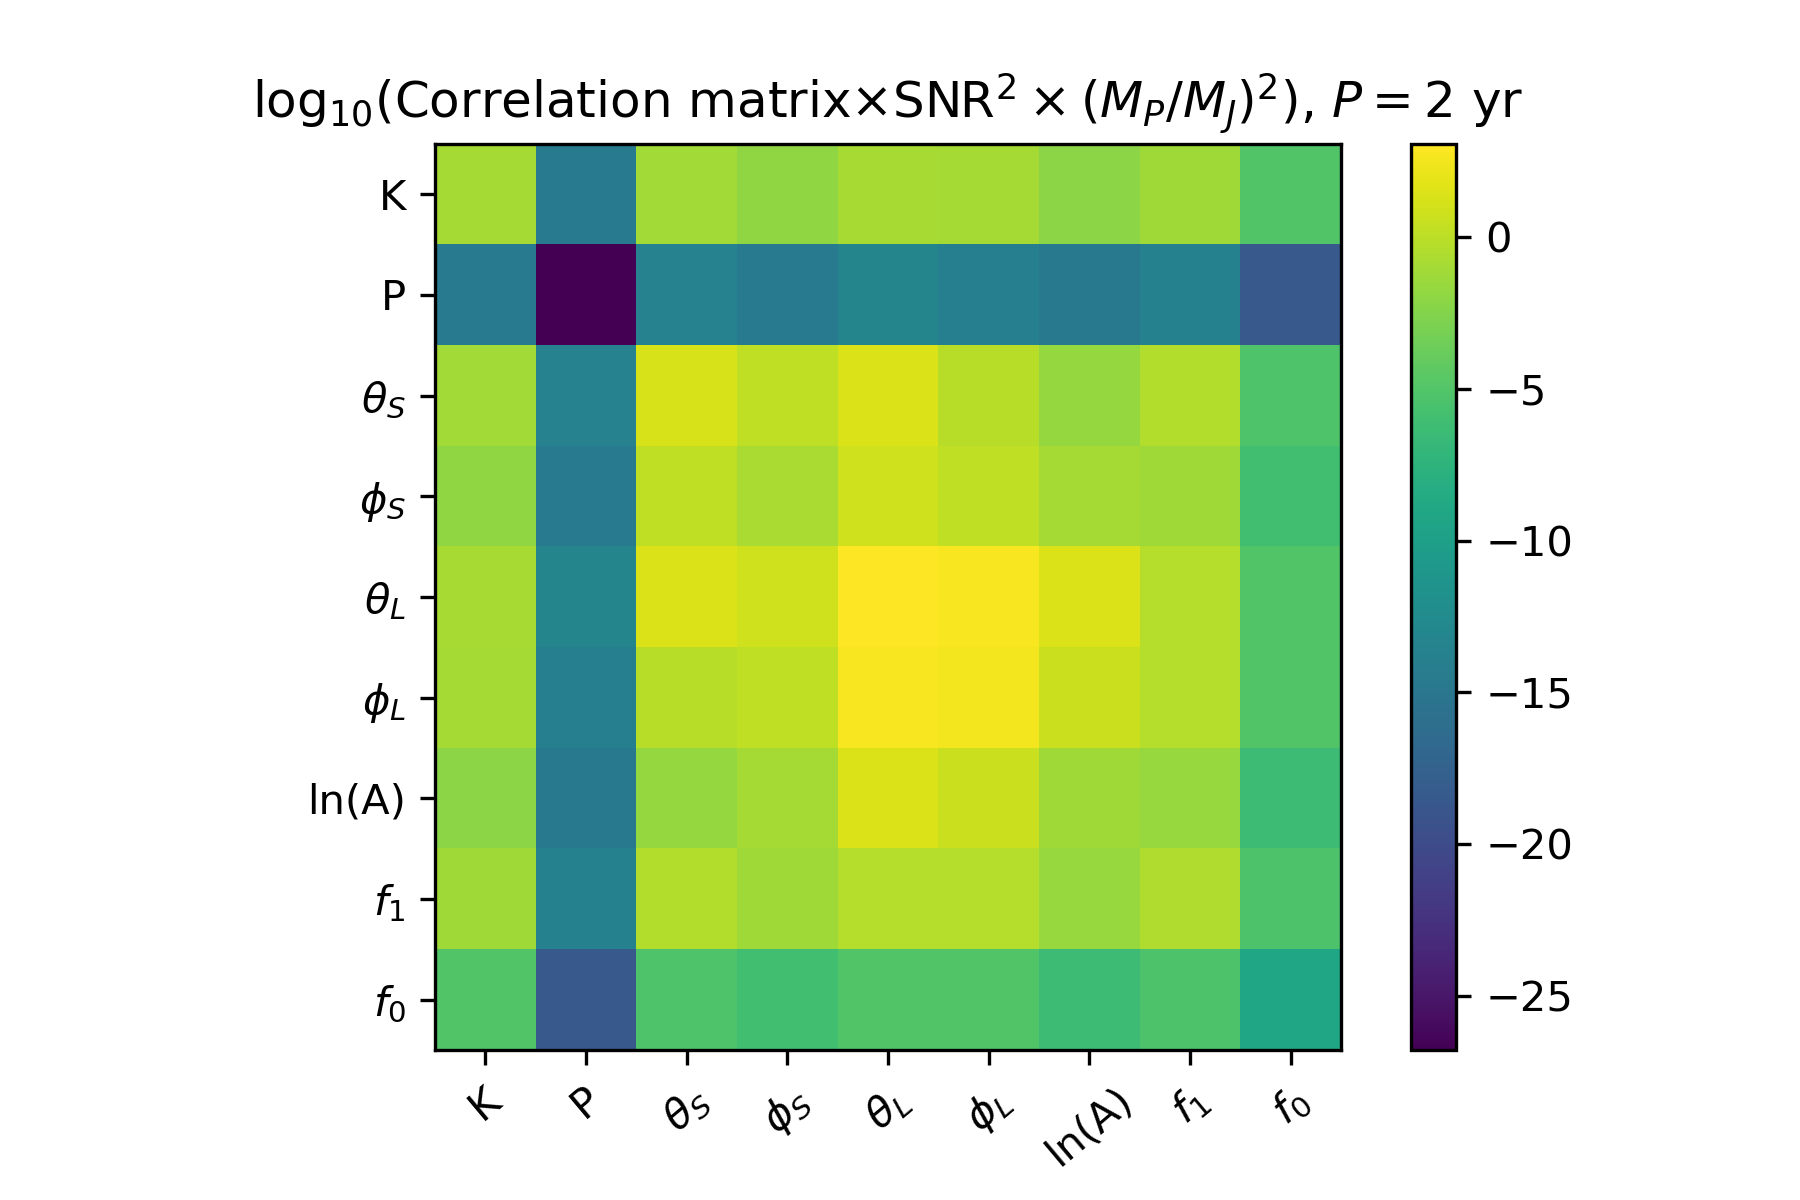 log₁₀(Correlation matrix×SNR² × (M_P/M_J)²), P = 2 yr
K
P
θ_S
ϕ_S
θ_L
ϕ_L
ln(A)
f₁
f₀
K
P
θ_S
ϕ_S
θ_L
ϕ_L
ln(A)
f₁
f₀
0
−5
−10
−15
−20
−25